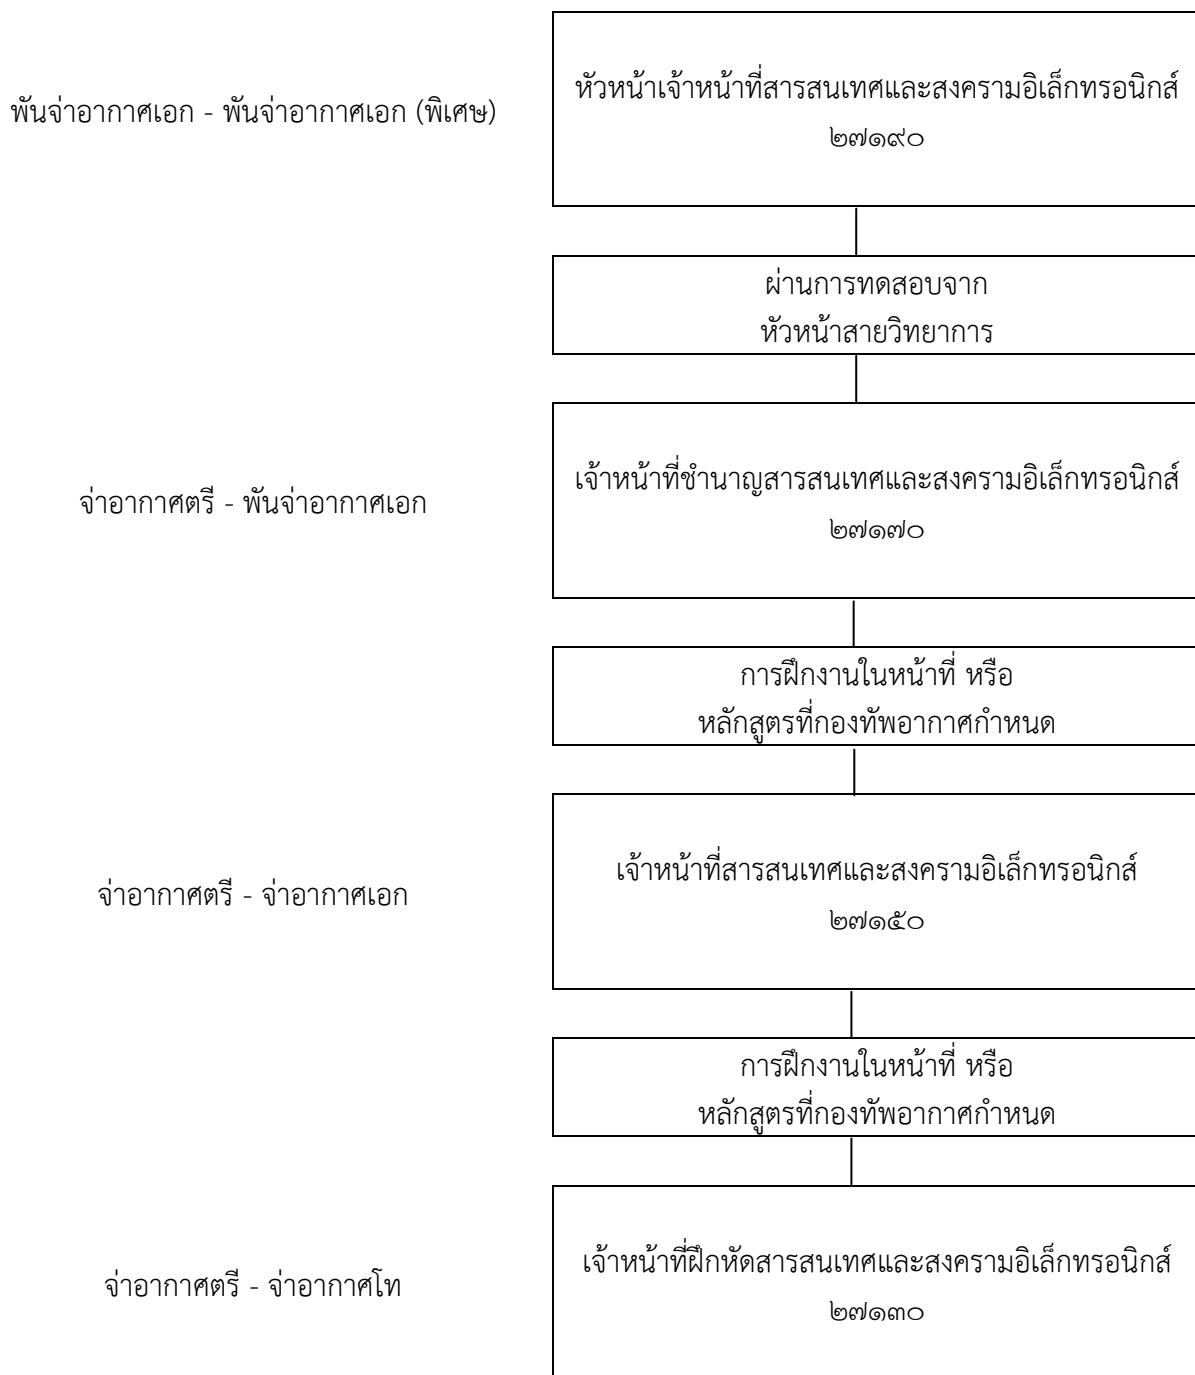 พันจ่าอากาศเอก - พันจ่าอากาศเอก (พิเศษ)
หัวหน้าเจ้าหน้าที่สารสนเทศและสงครามอิเล็กทรอนิกส์
๒๗๑๙๐
ผ่านการทดสอบจาก
หัวหน้าสายวิทยาการ
จ่าอากาศตรี - พันจ่าอากาศเอก
เจ้าหน้าที่ชำนาญสารสนเทศและสงครามอิเล็กทรอนิกส์
๒๗๑๗๐
การฝึกงานในหน้าที่ หรือ
หลักสูตรที่กองทัพอากาศกำหนด
จ่าอากาศตรี - จ่าอากาศเอก
เจ้าหน้าที่สารสนเทศและสงครามอิเล็กทรอนิกส์
๒๗๑๕๐
การฝึกงานในหน้าที่ หรือ
หลักสูตรที่กองทัพอากาศกำหนด
จ่าอากาศตรี - จ่าอากาศโท
เจ้าหน้าที่ฝึกหัดสารสนเทศและสงครามอิเล็กทรอนิกส์
๒๗๑๓๐